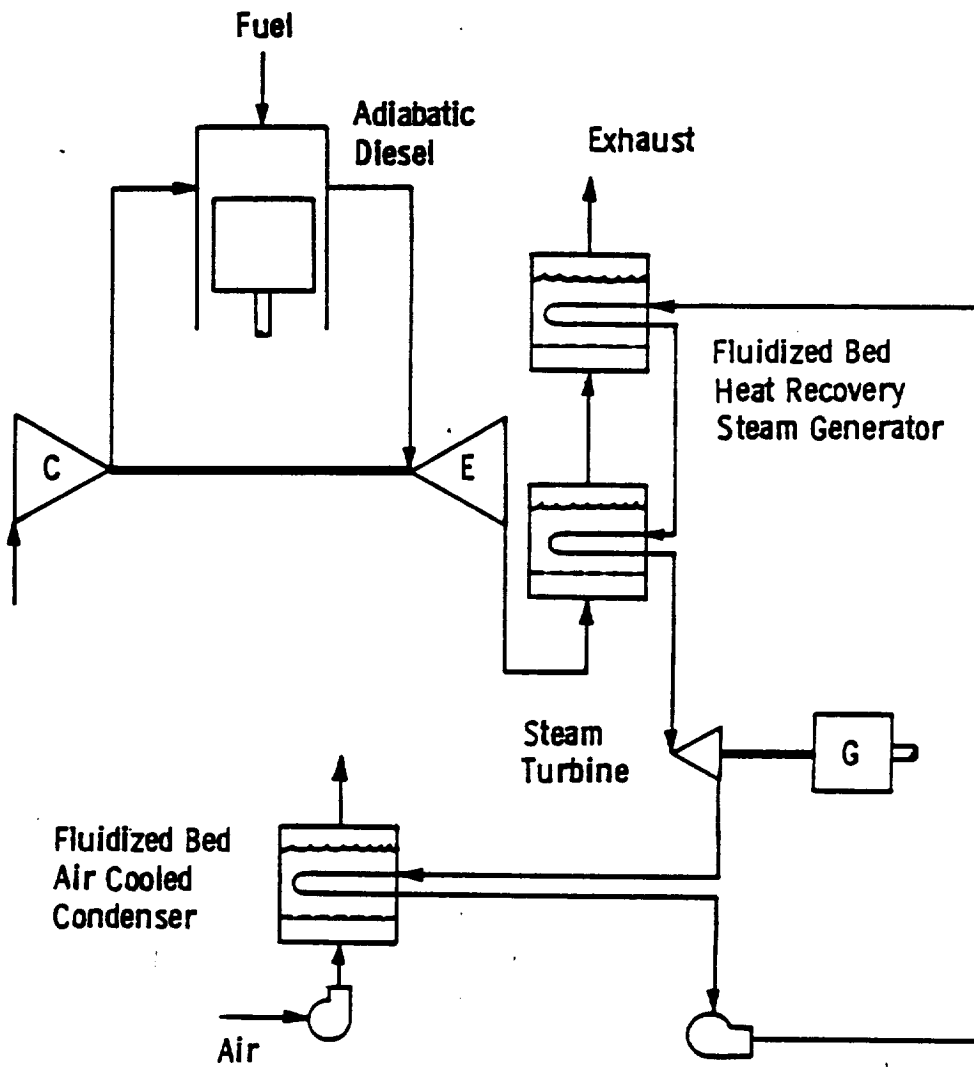 Fuel
Adiabatic
Diesel
Exhaust
Fluidized Bed
Heat Recovery
Steam Generator
C
E
Steam
Turbine
G
Fluidized Bed
Air Cooled
Condenser
Air